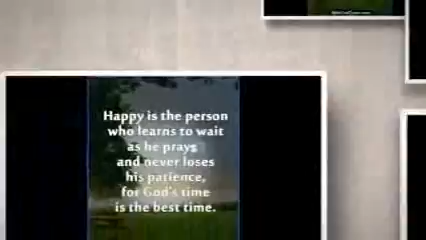 Happy is the person
who learns to wait
as he prays
and never loses
his patience,
for God's time
is the best time.